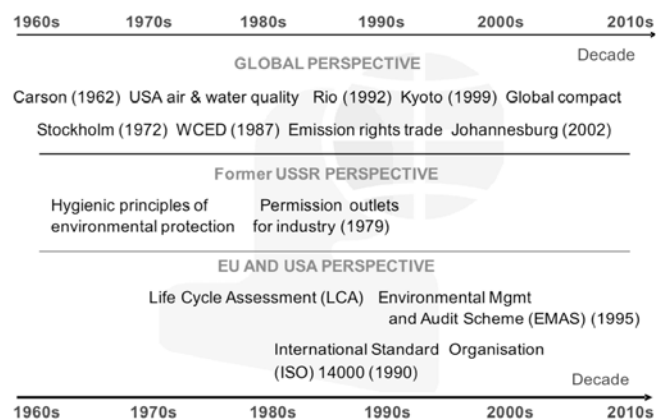 1960s 1970s 1980s 1990s 2000s 2010s
Decade
GLOBAL PERSPECTIVE
Carson (1962) USA air & water quality Rio (1992) Kyoto (1999) Global compact
Stockholm (1972) WCED (1987) Emission rights trade Johannesburg (2002)
Former USSR PERSPECTIVE
Hygienic principles of Permission outlets
environmental protection for industry (1979)
EU AND USA PERSPECTIVE
Life Cycle Assessment (LCA) Environmental Mgmt
and Audit Scheme (EMAS) (1995)
International Standard Organisation
(ISO) 14000 (1990)
Decade
1960s 1970s 1980s 1990s 2000s 2010s